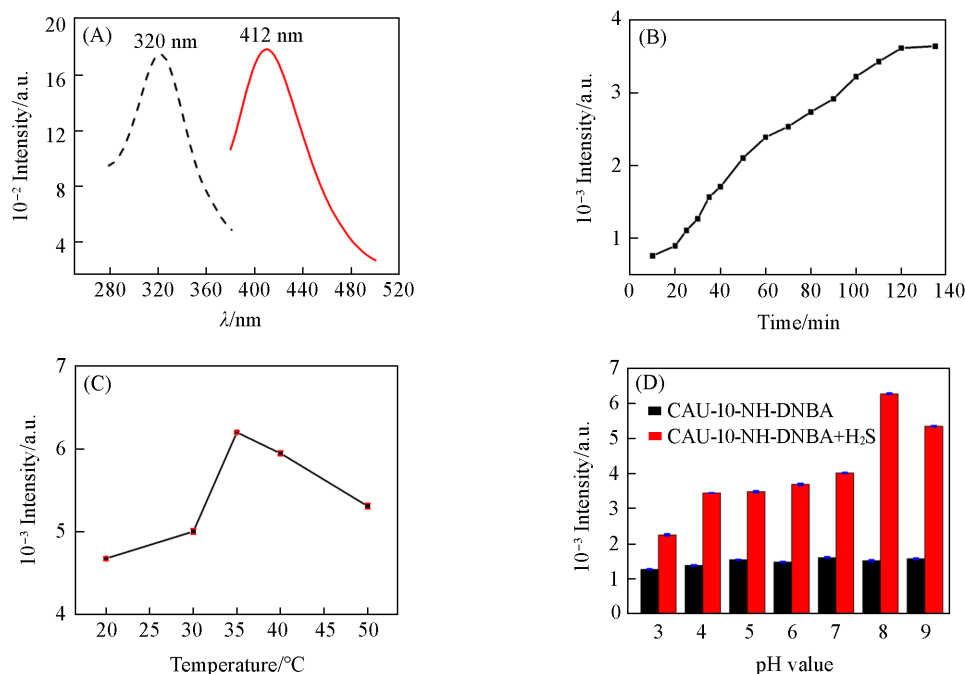 (A)
320 nm
412 nm
20
16
12
8
4
10⁻² Intensity/a.u.
280 320 360 400 440 480 520
λ/nm
(B)
4
3
2
1
10⁻³ Intensity/a.u.
0 20 40 60 80 100 120 140
Time/min
(C)
7
6
5
4
10⁻³ Intensity/a.u.
20 25 30 35 40 45 50
Temperature/°C
(D)
CAU-10-NH-DNBA
CAU-10-NH-DNBA+H₂S
7
6
5
4
3
2
1
0
10⁻³ Intensity/a.u.
3 4 5 6 7 8 9
pH value